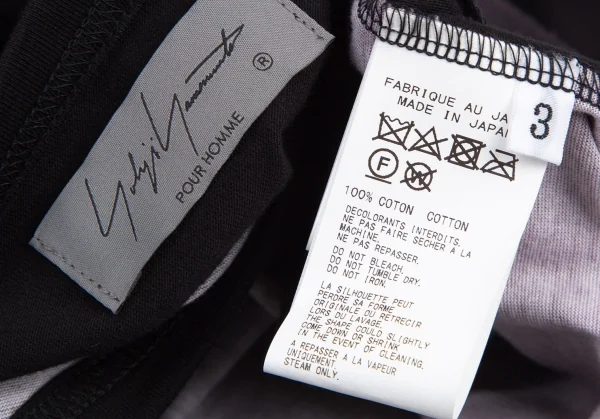 Yohji Yamamoto
®
POUR HOMME
FABRIQUE AU JA
MADE IN JAPA
3
F
W
100% COTON COTTON
DECOLORANTS INTERDITS.
NE PAS FAIRE SECHER A LA
MACHINE.
NE PAS REPASSER.
DO NOT BLEACH.
DO NOT TUMBLE DRY.
DO NOT IRON.
LA SILHOUETTE PEUT
PERDRE SA FORME
ORIGINALE OU RETRECIR
LORS DU LAVAGE.
THE SHAPE COULD SLIGHTLY
COME DOWN OR SHRINK
IN THE EVENT OF CLEANING.
A REPASSER A LA VAPEUR
UNIQUEMENT.
STEAM ONLY.